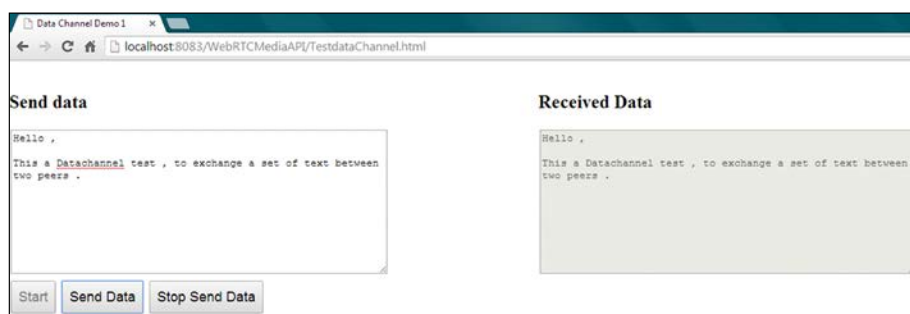 Data Channel Demo 1
localhost:8083/WebRTCMediaAPI/TestdataChannel.html
Send data
Hello ,
This a Datachannel test , to exchange a set of text between
two peers .
Start Send Data Stop Send Data
Received Data
Hello ,
This a Datachannel test , to exchange a set of text between
two peers .